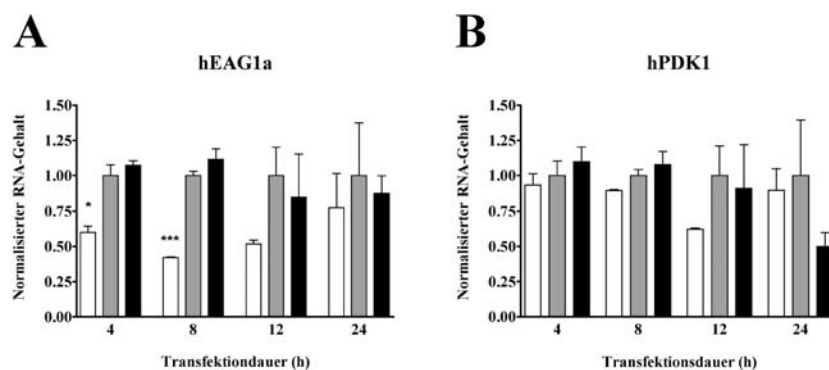 A
hEAG1a
Normalisierter RNA-Gehalt
1.50
1.25
1.00
0.75
0.50
0.25
0.00
*
***
4 8 12 24
Transfektiondauer (h)
B
hPDK1
Normalisierter RNA-Gehalt
1.50
1.25
1.00
0.75
0.50
0.25
0.00
4 8 12 24
Transfektionsdauer (h)